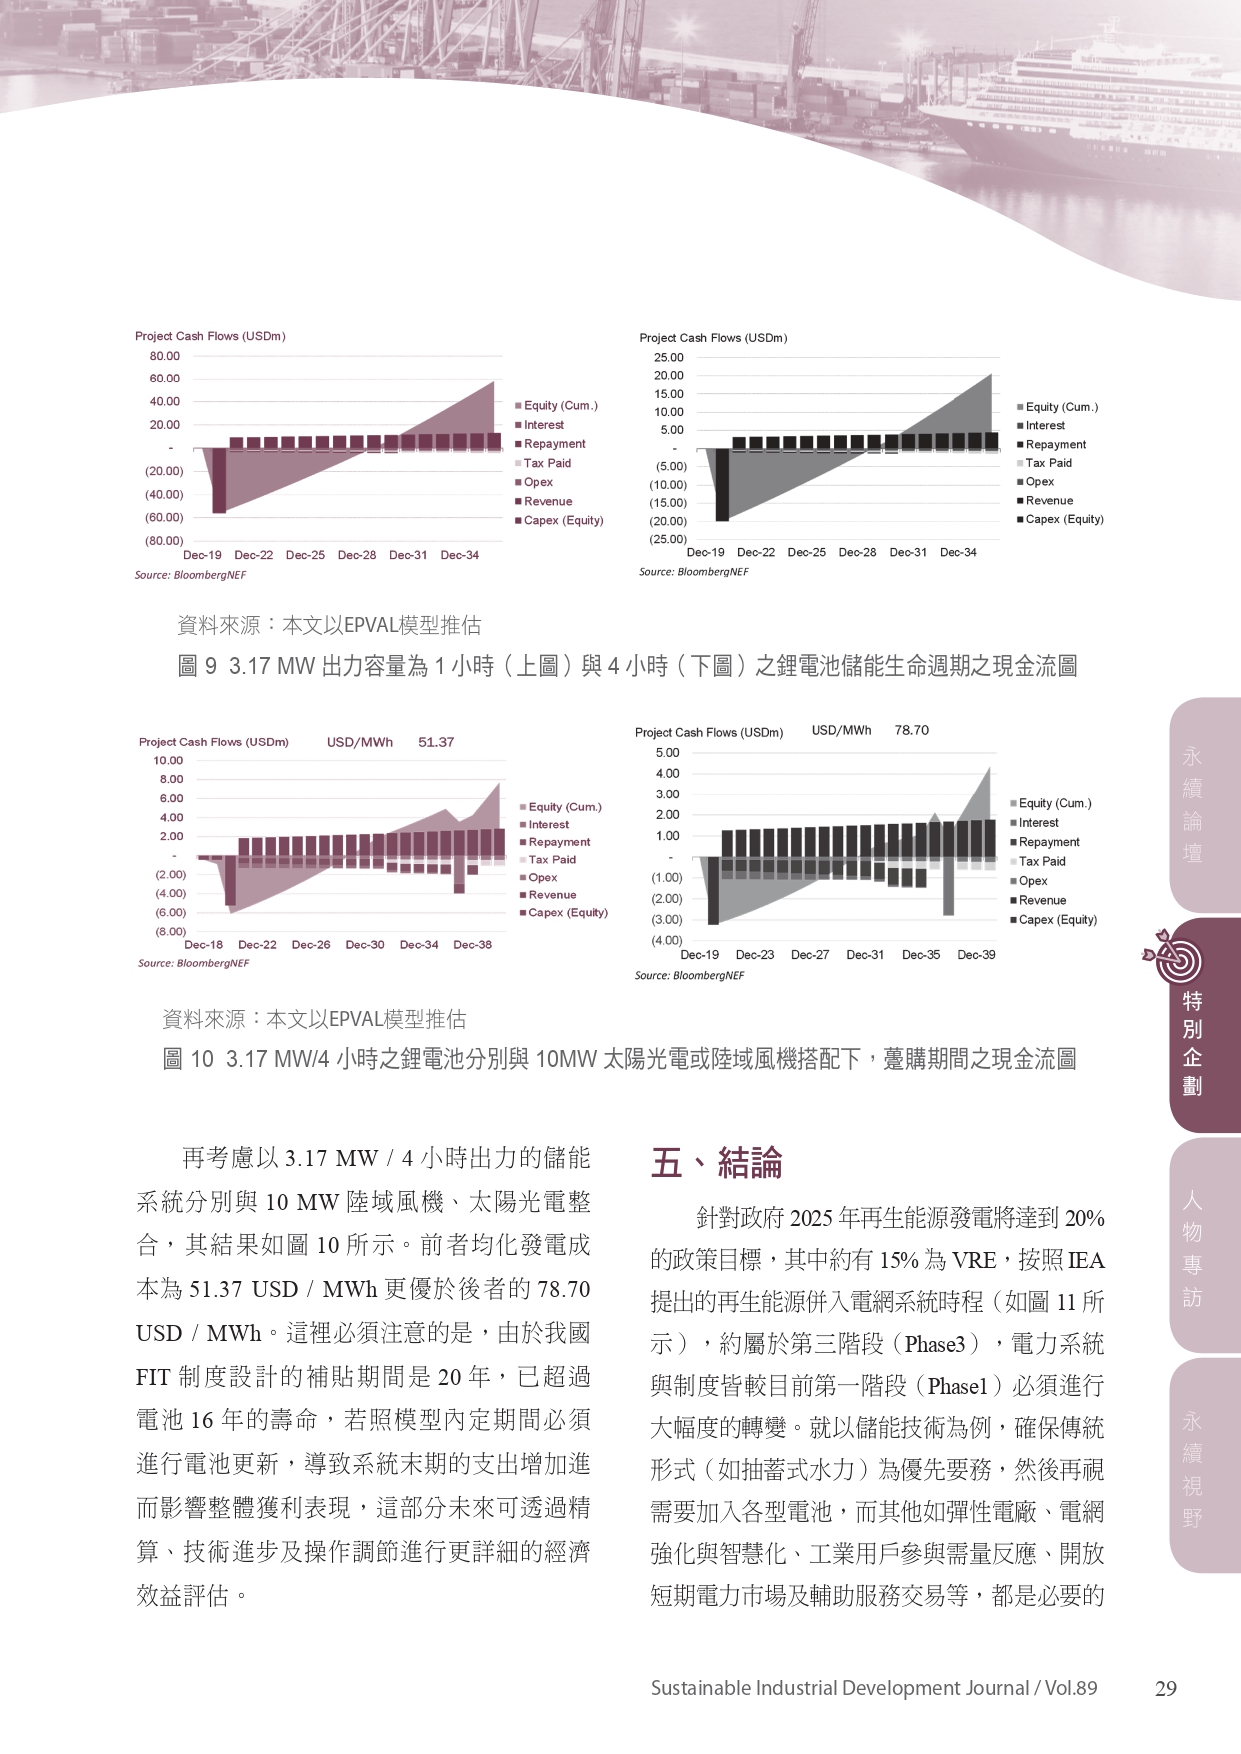 Project Cash Flows (USDm)
80.00
60.00
40.00
20.00
-
(20.00)
(40.00)
(60.00)
(80.00)
Dec-19 Dec-22 Dec-25 Dec-28 Dec-31 Dec-34
Equity (Cum.)
Interest
Repayment
Tax Paid
Opex
Revenue
Capex (Equity)
Source: BloombergNEF
Project Cash Flows (USDm)
25.00
20.00
15.00
10.00
5.00
-
(5.00)
(10.00)
(15.00)
(20.00)
(25.00)
Dec-19 Dec-22 Dec-25 Dec-28 Dec-31 Dec-34
Equity (Cum.)
Interest
Repayment
Tax Paid
Opex
Revenue
Capex (Equity)
Source: BloombergNEF
資料來源：本文以EPVAL模型推估
圖 9 3.17 MW 出力容量為 1 小時（上圖）與 4 小時（下圖）之鋰電池儲能生命週期之現金流圖
Project Cash Flows (USDm) USD/MWh 51.37
10.00
8.00
6.00
4.00
2.00
-
(2.00)
(4.00)
(6.00)
(8.00)
Dec-18 Dec-22 Dec-26 Dec-30 Dec-34 Dec-38
Equity (Cum.)
Interest
Repayment
Tax Paid
Opex
Revenue
Capex (Equity)
Source: BloombergNEF
Project Cash Flows (USDm) USD/MWh 78.70
5.00
4.00
3.00
2.00
1.00
-
(1.00)
(2.00)
(3.00)
(4.00)
Dec-19 Dec-23 Dec-27 Dec-31 Dec-35 Dec-39
Equity (Cum.)
Interest
Repayment
Tax Paid
Opex
Revenue
Capex (Equity)
Source: BloombergNEF
資料來源：本文以EPVAL模型推估
圖 10 3.17 MW/4 小時之鋰電池分別與 10MW 太陽光電或陸域風機搭配下，躉購期間之現金流圖
再考慮以 3.17 MW / 4 小時出力的儲能
系統分別與 10 MW 陸域風機、太陽光電整
合，其結果如圖 10 所示。前者均化發電成
本為 51.37 USD / MWh 更優於後者的 78.70
USD / MWh。這裡必須注意的是，由於我國
FIT 制度設計的補貼期間是 20 年，已超過
電池 16 年的壽命，若照模型內定期間必須
進行電池更新，導致系統末期的支出增加進
而影響整體獲利表現，這部分未來可透過精
算、技術進步及操作調節進行更詳細的經濟
效益評估。
五、結論
針對政府 2025 年再生能源發電將達到 20%
的政策目標，其中約有 15% 為 VRE，按照 IEA
提出的再生能源併入電網系統時程（如圖 11 所
示），約屬於第三階段（Phase3），電力系統
與制度皆較目前第一階段（Phase1）必須進行
大幅度的轉變。就以儲能技術為例，確保傳統
形式（如抽蓄式水力）為優先要務，然後再視
需要加入各型電池，而其他如彈性電廠、電網
強化與智慧化、工業用戶參與需量反應、開放
短期電力市場及輔助服務交易等，都是必要的
永續論壇
特別企劃
人物專訪
永續視野
Sustainable Industrial Development Journal / Vol.89 29